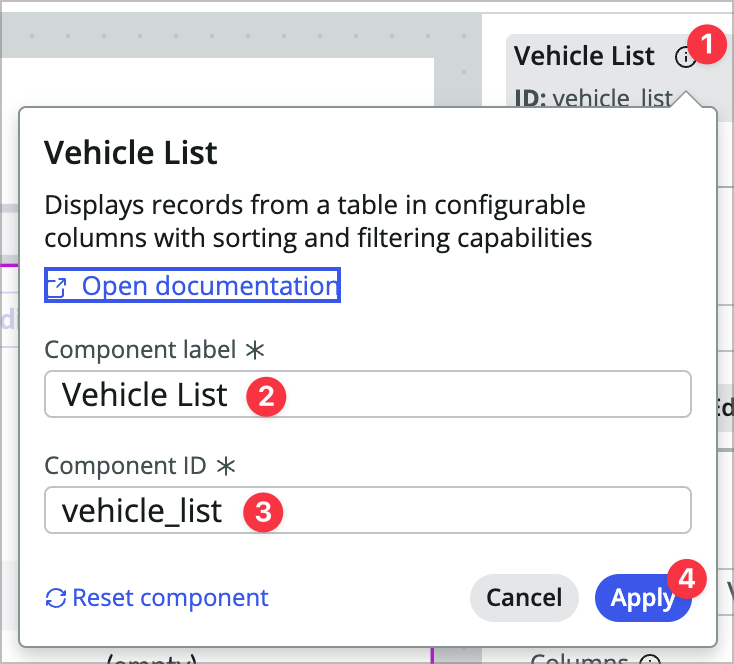 Vehicle List
1
ID: vehicle_list
Vehicle List
Displays records from a table in configurable
columns with sorting and filtering capabilities
Open documentation
Component label *
Vehicle List 2
Component ID *
vehicle_list 3
Reset component
Cancel
Apply
4
(empty)
Columns